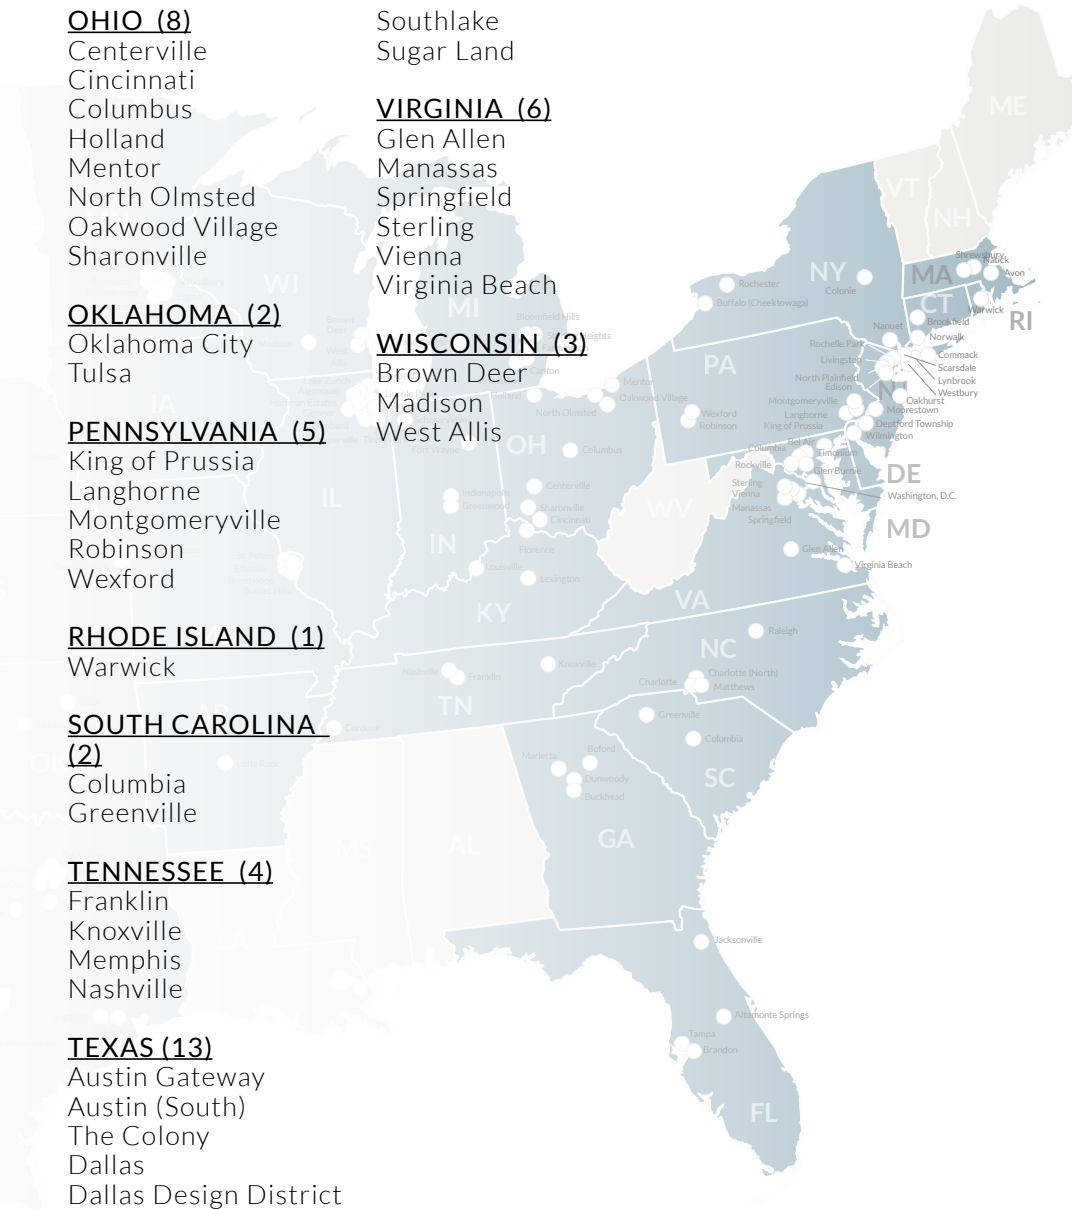 OHIO (8)
Centerville
Cincinnati
Columbus
Holland
Mentor
North Olmsted
Oakwood Village
Sharonville
OKLAHOMA (2)
Oklahoma City
Tulsa
PENNSYLVANIA (5)
King of Prussia
Langhorne
Montgomeryville
Robinson
Wexford
RHODE ISLAND (1)
Warwick
SOUTH CAROLINA
(2)
Columbia
Greenville
TENNESSEE (4)
Franklin
Knoxville
Memphis
Nashville
TEXAS (13)
Austin Gateway
Austin (South)
The Colony
Dallas
Dallas Design District
Southlake
Sugar Land
VIRGINIA (6)
Glen Allen
Manassas
Springfield
Sterling
Vienna
Virginia Beach
WISCONSIN (3)
Brown Deer
Madison
West Allis
ME
VT
NH
NY
Rochester
Buffalo (Cheektowaga)
Colonie
MA
Shrewsbury
Natick
Avon
CT
Warwick
RI
Brookfield
Norwalk
Nanuet
Rochelle Park
Livingston
North Plainfield
Edison
Commack
Scarsdale
Lynbrook
Westbury
Oakhurst
Moorestown
Deptford Township
Wilmington
Montgomeryville
Langhorne
King of Prussia
PA
Wexford
Robinson
Mentor
Oakwood Village
North Olmsted
Holland
Canton
Bloomfield Hills
WI
MI
IA
IL
IN
OH
Fort Wayne
Columbus
Centerville
Sharonville
Cincinnati
Indianapolis
Greenwood
Florence
Louisville
Lexington
KY
WV
Columbia
Bel Air
Timonium
Rockville
Glen Burnie
Sterling
Vienna
Manassas
Springfield
DE
Washington, D.C.
MD
Glen Allen
Virginia Beach
VA
NC
Raleigh
Charlotte (North)
Charlotte
Matthews
Nashville
Franklin
Knoxville
TN
Cordova
Little Rock
Greenville
Columbia
SC
Marietta
Buford
Dunwoody
Buckhead
GA
MS
AL
LA
Jacksonville
Altamonte Springs
Tampa
Brandon
FL